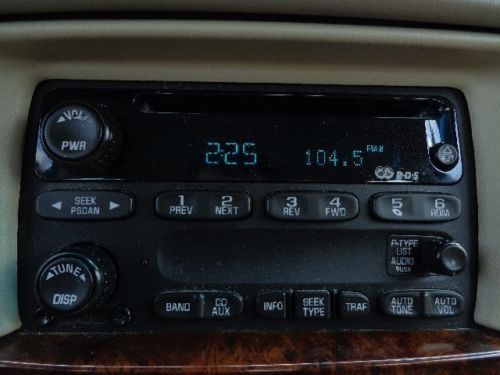 VOL
PWR
2:25 104.5 FM2
R·D·S
SEEK
PSCAN
1 PREV
2 NEXT
3 REV
4 FWD
5
6 RDM
TUNE
DISP
P-TYPE
LIST
AUDIO
PUSH
BAND
CD AUX
INFO
SEEK TYPE
TRAF
AUTO TONE
AUTO VOL